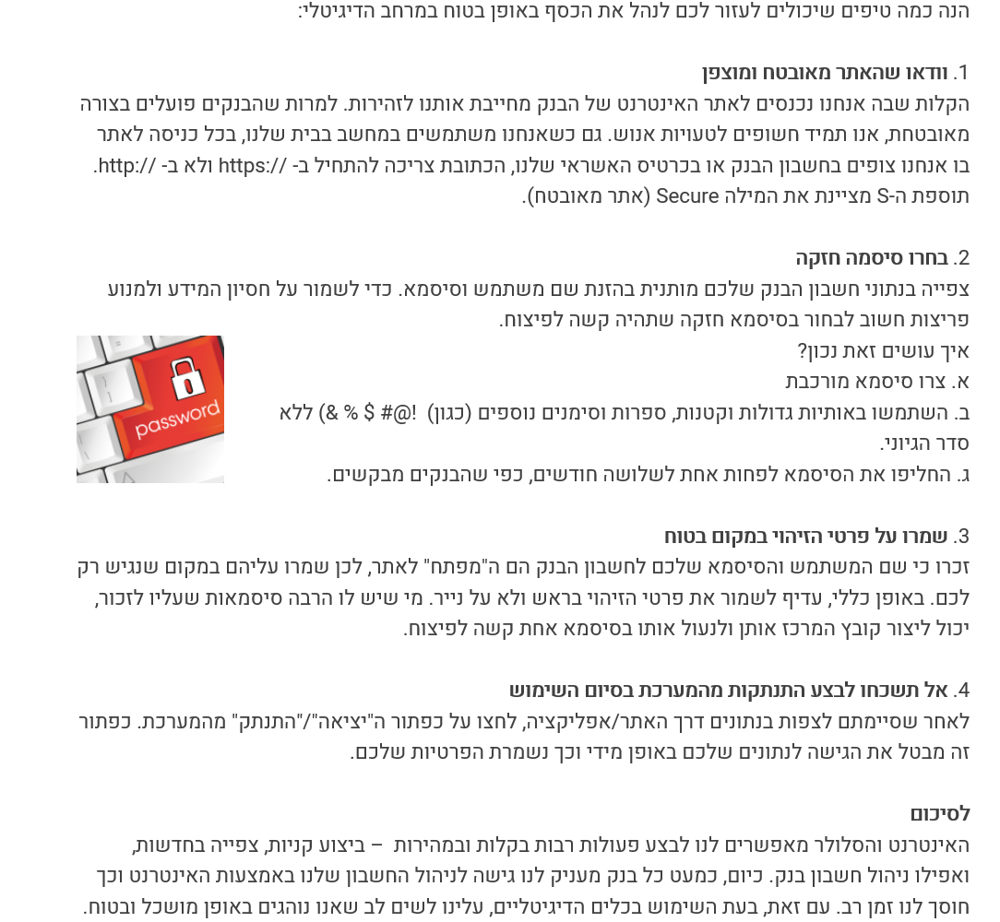 הנה כמה טיפים שיכולים לעזור לכם לנהל את הכסף באופן בטוח במרחב הדיגיטלי:
1. וודאו שהאתר מאובטח ומוצפן
הקלות שבה אנחנו נכנסים לאתר האינטרנט של הבנק מחייבת אותנו לזהירות. למרות שהבנקים פועלים בצורה
מאובטחת, אנו תמיד חשופים לטעויות אנוש. גם כשאנחנו משתמשים במחשב בבית שלנו, בכל כניסה לאתר
בו אנחנו צופים בחשבון הבנק או בכרטיס האשראי שלנו, הכתובת צריכה להתחיל ב- //:https ולא ב- //:http.
תוספת ה-S מציינת את המילה Secure (אתר מאובטח).
2. בחרו סיסמה חזקה
צפייה בנתוני חשבון הבנק שלכם מותנית בהזנת שם משתמש וסיסמא. כדי לשמור על חסיון המידע ולמנוע
פריצות חשוב לבחור בסיסמא חזקה שתהיה קשה לפיצוח.
איך עושים זאת נכון?
א. צרו סיסמא מורכבת
ב. השתמשו באותיות גדולות וקטנות, ספרות וסימנים נוספים (כגון)  !@# $ % &) ללא
סדר הגיוני.
ג. החליפו את הסיסמא לפחות אחת לשלושה חודשים, כפי שהבנקים מבקשים.
password
3. שמרו על פרטי הזיהוי במקום בטוח
זכרו כי שם המשתמש והסיסמא שלכם לחשבון הבנק הם ה"מפתח" לאתר, לכן שמרו עליהם במקום שנגיש רק
לכם. באופן כללי, עדיף לשמור את פרטי הזיהוי בראש ולא על נייר. מי שיש לו הרבה סיסמאות שעליו לזכור,
יכול ליצור קובץ המרכז אותן ולנעול אותו בסיסמא אחת קשה לפיצוח.
4. אל תשכחו לבצע התנתקות מהמערכת בסיום השימוש
לאחר שסיימתם לצפות בנתונים דרך האתר/אפליקציה, לחצו על כפתור ה"יציאה"/"התנתק" מהמערכת. כפתור
זה מבטל את הגישה לנתונים שלכם באופן מידי וכך נשמרת הפרטיות שלכם.
לסיכום
האינטרנט והסלולר מאפשרים לנו לבצע פעולות רבות בקלות ובמהירות  – ביצוע קניות, צפייה בחדשות,
ואפילו ניהול חשבון בנק. כיום, כמעט כל בנק מעניק לנו גישה לניהול החשבון שלנו באמצעות האינטרנט וכך
חוסך לנו זמן רב. עם זאת, בעת השימוש בכלים הדיגיטליים, עלינו לשים לב שאנו נוהגים באופן מושכל ובטוח.